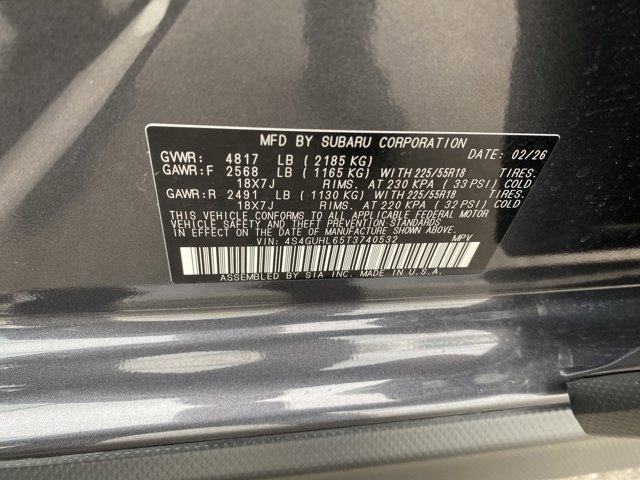 MFD BY SUBARU CORPORATION
GVWR: 4817 LB (2185 KG) DATE: 02/26
GAWR:F 2568 LB (1165 KG) WITH 225/55R18 TIRES.
18X7J RIMS. AT 230 KPA (33 PSI) COLD
GAWR:R 2491 LB (1130 KG) WITH 225/55R18 TIRES.
18X7J RIMS. AT 220 KPA (32 PSI) COLD
THIS VEHICLE CONFORMS TO ALL APPLICABLE FEDERAL MOTOR
VEHICLE SAFETY AND THEFT PREVENTION STANDARDS IN
EFFECT ON THE DATE OF MANUFACTURE SHOWN ABOVE.
VIN: 4S4GUHL65T3740532 MPV
ASSEMBLED BY SIA INC. MADE IN U.S.A.